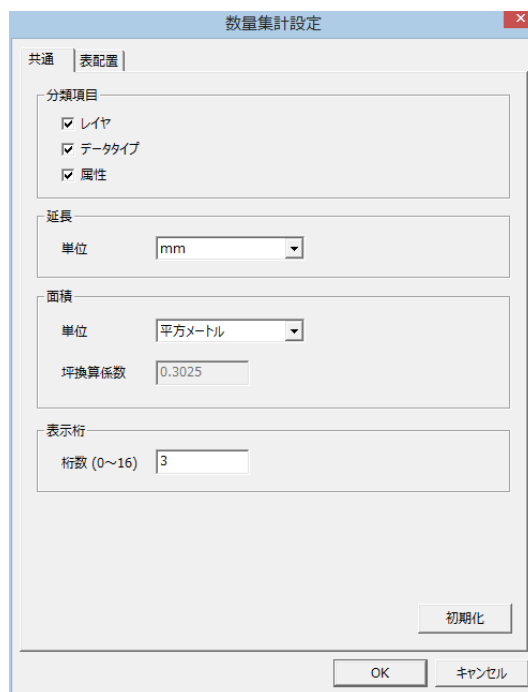 数量集計設定
共通 表配置
分類項目
レイヤ
データタイプ
属性
延長
単位 mm
面積
単位 平方メートル
坪換算係数 0.3025
表示桁
桁数 (0～16) 3
初期化
OK キャンセル